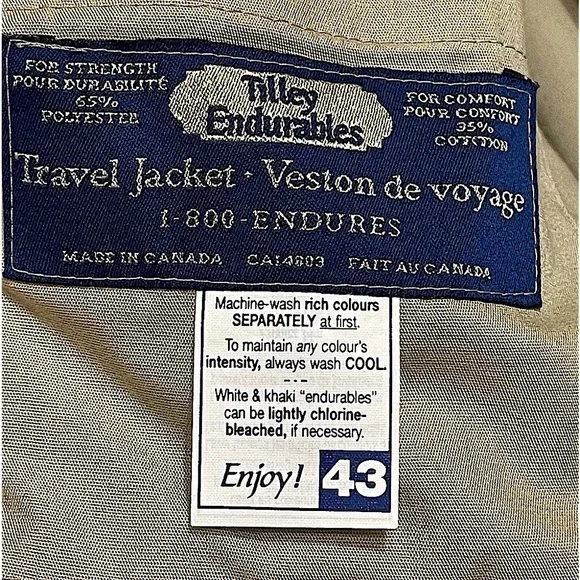 FOR STRENGTH
POUR DURABILITÉ
65%
POLYESTER
Tilley
Endurables
FOR COMFORT
POUR CONFORT
35%
COTTON
Travel Jacket · Veston de voyage
1-800-ENDURES
MADE IN CANADA CA14803 FAIT AU CANADA
Machine-wash rich colours
SEPARATELY at first.
To maintain any colour's
intensity, always wash COOL.
White & khaki "endurables"
can be lightly chlorine-
bleached, if necessary.
Enjoy! 43